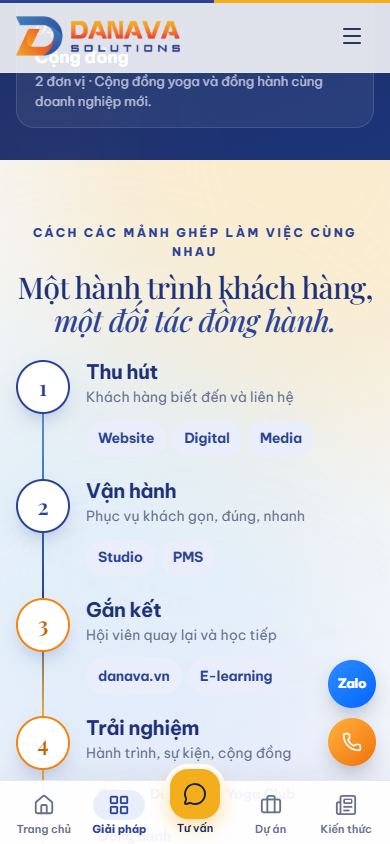 DANAVA
SOLUTIONS
Cộng đồng
2 đơn vị · Cộng đồng yoga và đồng hành cùng
doanh nghiệp mới.
CÁCH CÁC MẢNH GHÉP LÀM VIỆC CÙNG
NHAU
Một hành trình khách hàng,
một đối tác đồng hành.
1
Thu hút
Khách hàng biết đến và liên hệ
Website Digital Media
2
Vận hành
Phục vụ khách gọn, đúng, nhanh
Studio PMS
3
Gắn kết
Hội viên quay lại và học tiếp
danava.vn E-learning
Zalo
4
Trải nghiệm
Hành trình, sự kiện, cộng đồng
Yoga Club
Trang chủ Giải pháp Tư vấn Dự án Kiến thức